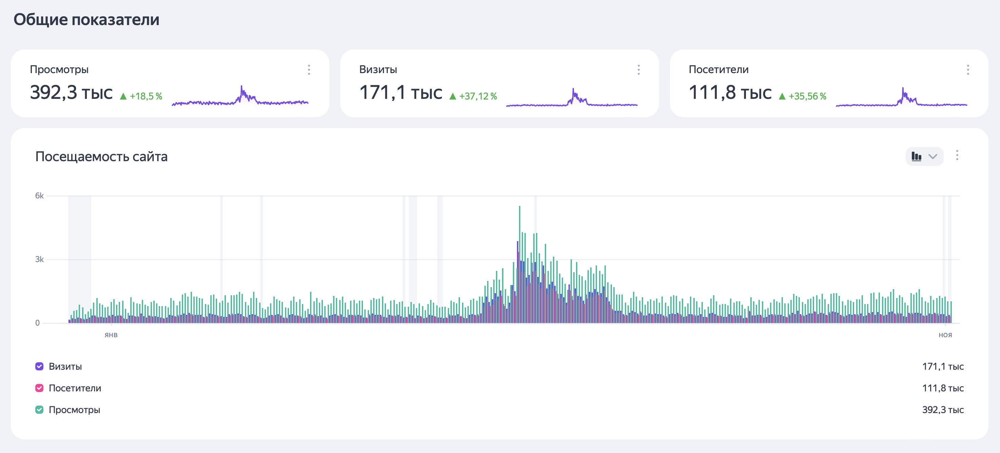 Общие показатели
Просмотры
392,3 тыс ▲ +18,5 %
Визиты
171,1 тыс ▲ +37,12 %
Посетители
111,8 тыс ▲ +35,56 %
Посещаемость сайта
6k
3k
0
янв
ноя
Визиты 171,1 тыс
Посетители 111,8 тыс
Просмотры 392,3 тыс